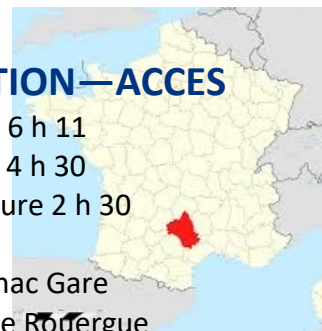 TION—ACCES
6 h 11
4 h 30
ure 2 h 30
nac Gare
e Rouergue